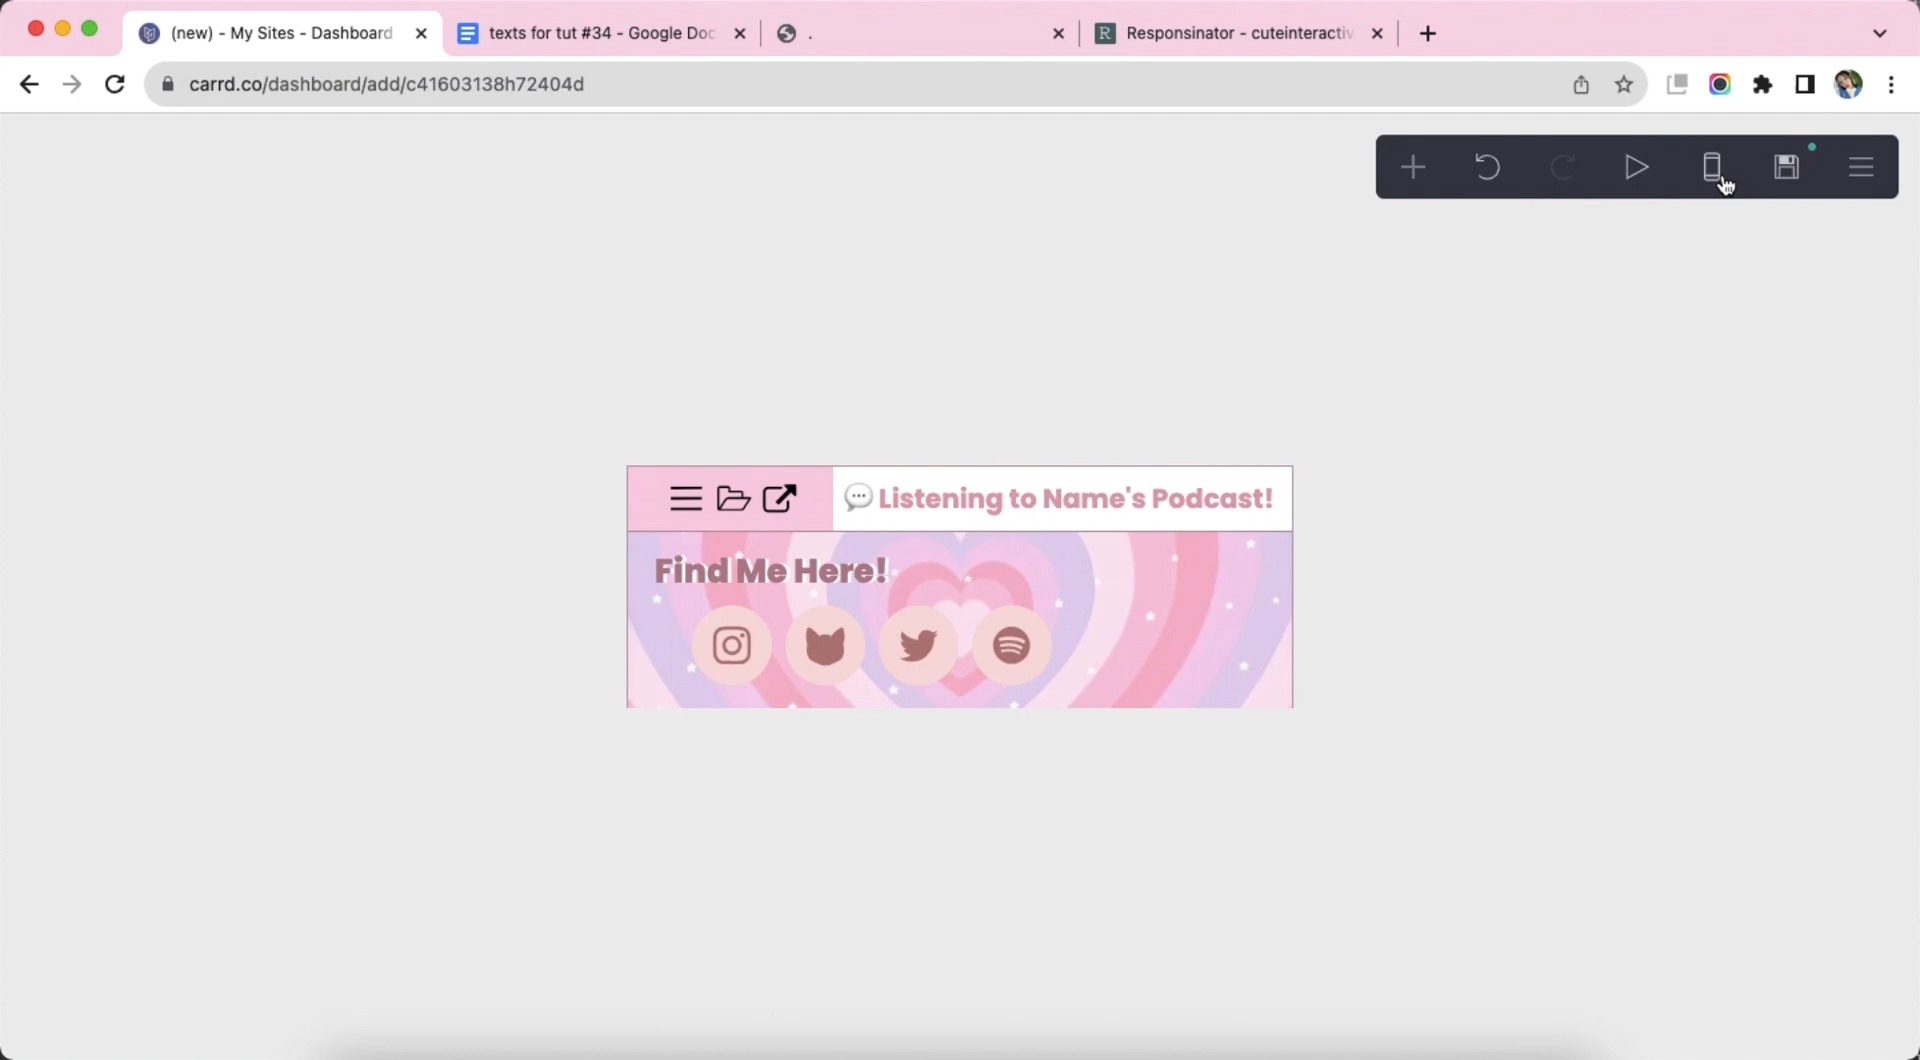 (new) - My Sites - Dashboard
texts for tut #34 - Google Doc
.
Responsinator - cuteinteractiv
carrd.co/dashboard/add/c41603138h72404d
Listening to Name's Podcast!
Find Me Here!